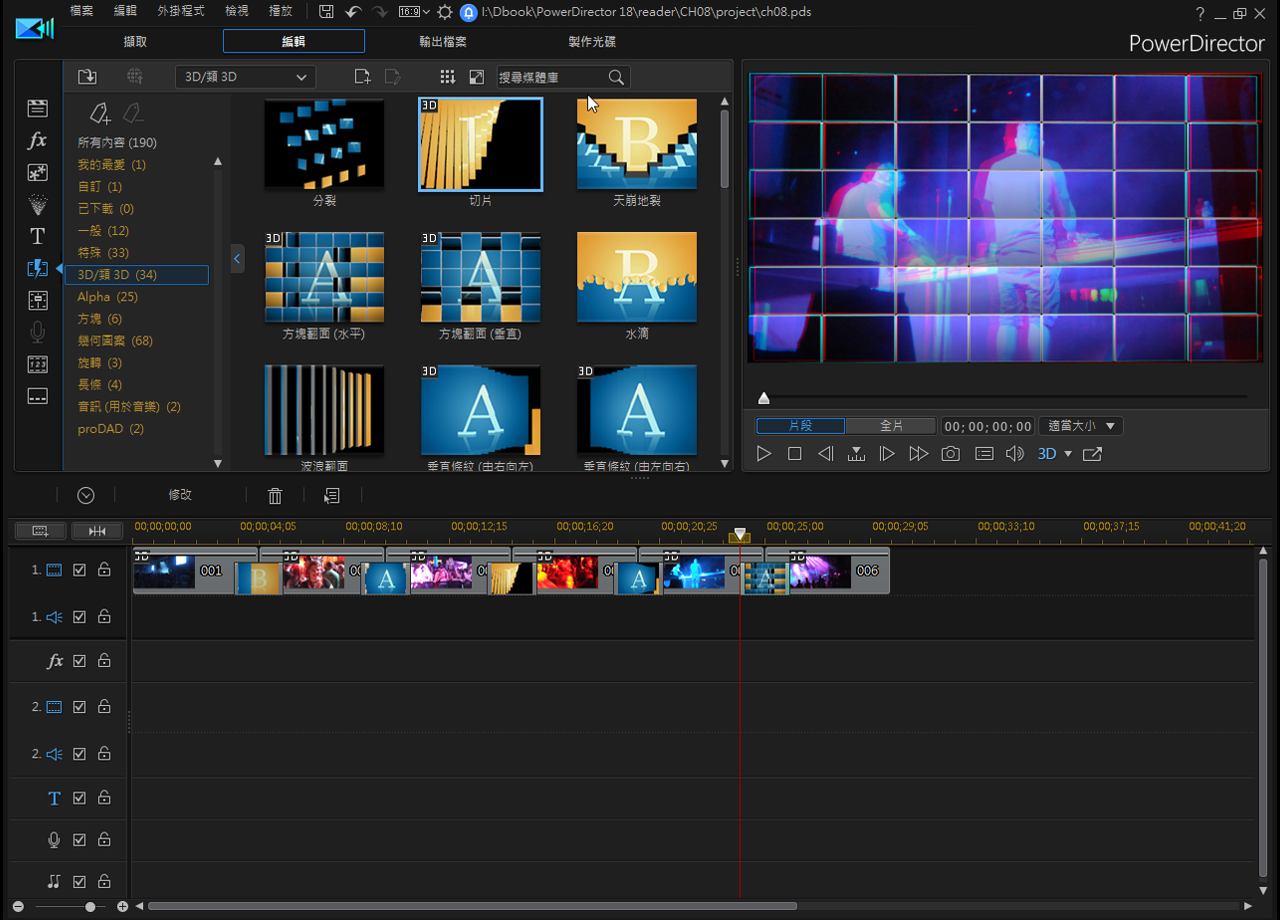 檔案 編輯 外掛程式 檢視 播放 16:9 I:\Dbook\PowerDirector 18\reader\CH08\project\ch08.pds ?
擷取 編輯 輸出檔案 製作光碟
PowerDirector
3D/類 3D 搜尋媒體庫
所有內容 (190)
我的最愛 (1)
自訂 (1)
已下載 (0)
一般 (12)
特殊 (33)
3D/類 3D (34)
Alpha (25)
方塊 (6)
幾何圖案 (68)
旋轉 (3)
長條 (4)
音訊 (用於音樂) (2)
proDAD (2)
fx
T
123
3D B
分裂 切片 天崩地裂
3D A 3D A B A
方塊翻面 (水平) 方塊翻面 (垂直) 水滴
3D A 3D A
波浪翻面 垂直條紋 (由右向左) 垂直條紋 (由左向右)
片段 全片 00; 00; 00; 00 適當大小
3D
修改
00;00;00;00 00;00;04;05 00;00;08;10 00;00;12;15 00;00;16;20 00;00;20;25 00;00;25;00 00;00;29;05 00;00;33;10 00;00;37;15 00;00;41;20
3D 3D 3D 3D 3D 3D
1. 001 B A A A 006
1.
fx
2.
2.
T